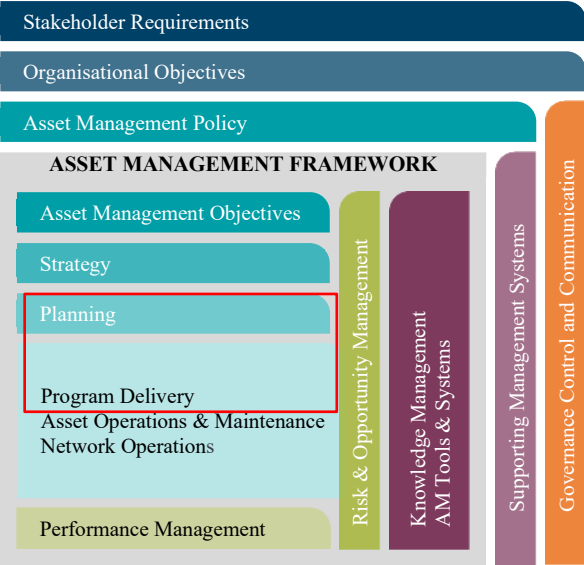 Stakeholder Requirements
Organisational Objectives
Asset Management Policy
ASSET MANAGEMENT FRAMEWORK
Asset Management Objectives
Strategy
Planning
Program Delivery
Asset Operations & Maintenance
Network Operations
Performance Management
Risk & Opportunity Management
Knowledge Management
AM Tools & Systems
Supporting Management Systems
Governance Control and Communication